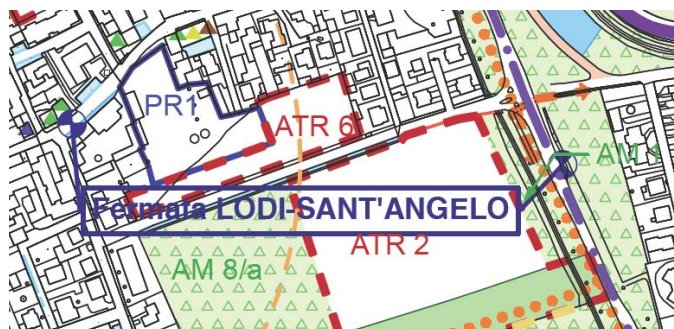 PR1
ATR 6
AM 1
Fermata LODI-SANT'ANGELO
ATR 2
AM 8/a